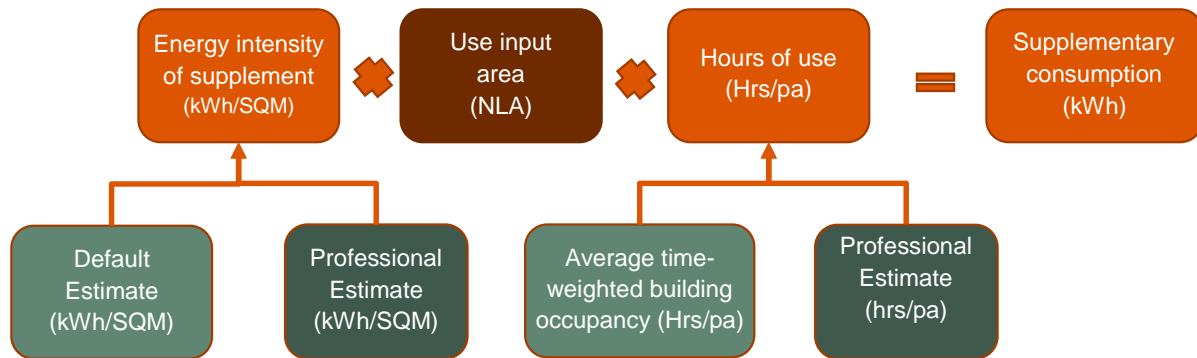 Energy intensity
of supplement
(kWh/SQM)
Use input
area
(NLA)
Hours of use
(Hrs/pa)
Supplementary
consumption
(kWh)
Default
Estimate
(kWh/SQM)
Professional
Estimate
(kWh/SQM)
Average time-
weighted building
occupancy (Hrs/pa)
Professional
Estimate
(hrs/pa)